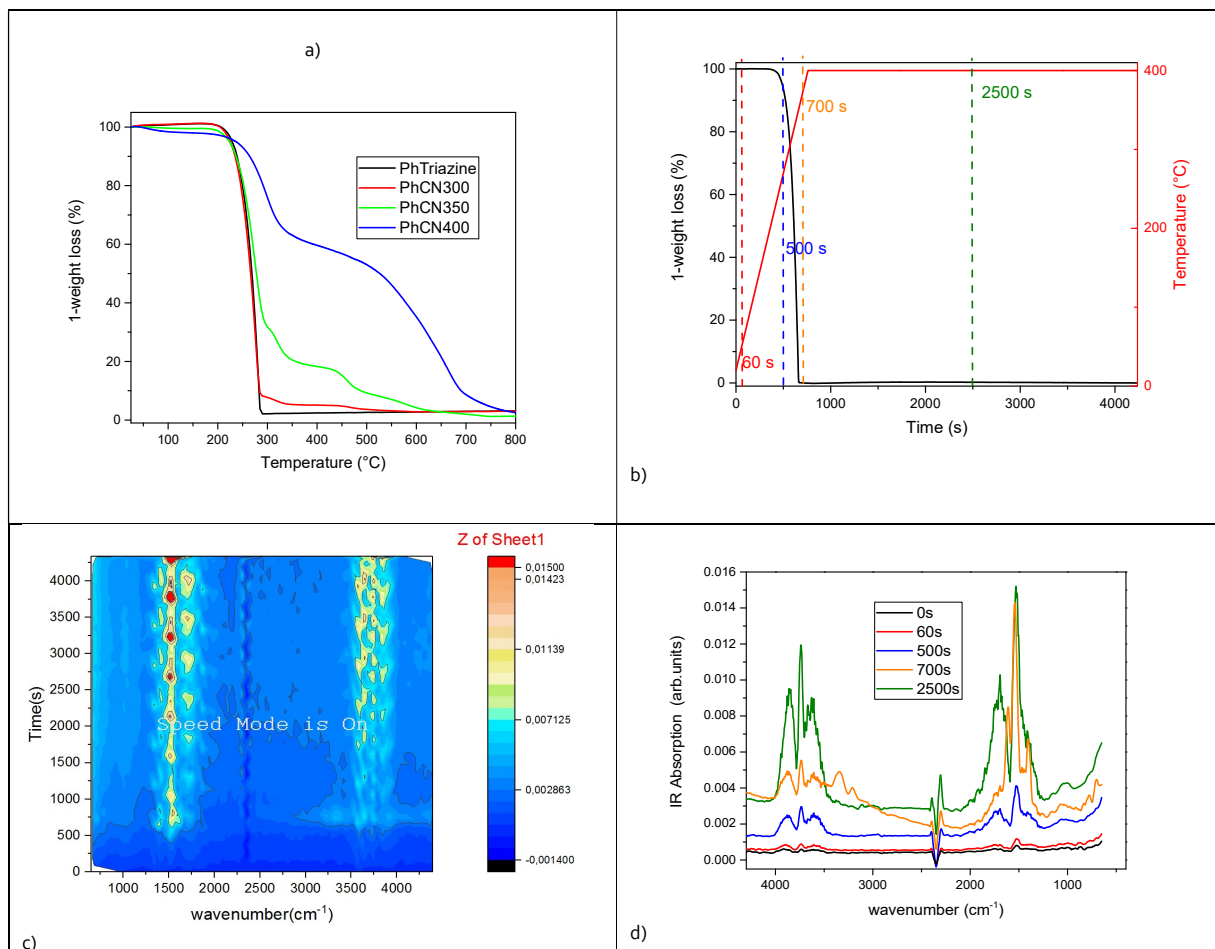 a)
100
80
60
40
20
0
1-weight loss (%)
PhTriazine
PhCN300
PhCN350
PhCN400
100 200 300 400 500 600 700 800
Temperature (°C)
100
80
60
40
20
0
1-weight loss (%)
60 s
500 s
700 s
2500 s
400
200
0
Temperature (°C)
0 1000 2000 3000 4000
Time (s)
b)
Z of Sheet1
4000
3500
3000
2500
2000
1500
1000
500
0
Time(s)
Speed Mode is On
0,01500
0,01423
0,01139
0,007125
0,002863
-0,001400
1000 1500 2000 2500 3000 3500 4000
wavenumber(cm-1)
c)
0.016
0.014
0.012
0.010
0.008
0.006
0.004
0.002
0.000
IR Absorption (arb.units)
0s
60s
500s
700s
2500s
4000 3000 2000 1000
wavenumber (cm-1)
d)